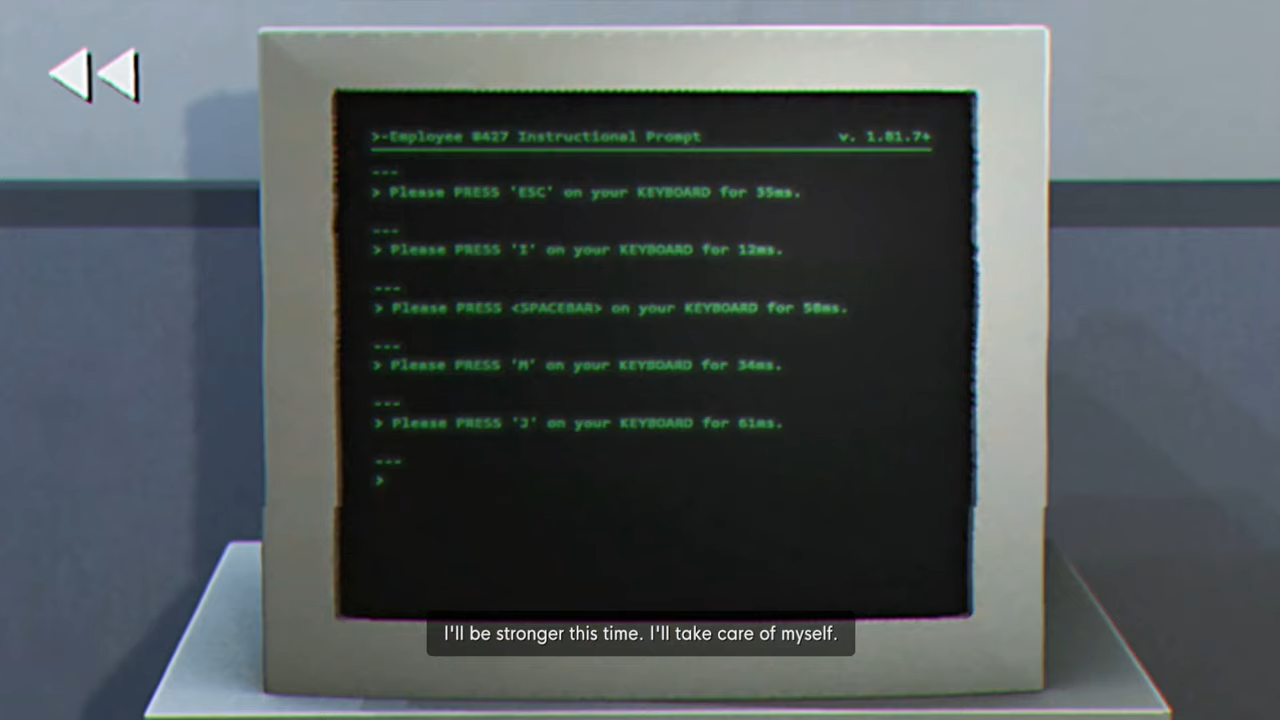 >-Employee #427 Instructional Prompt v. 1.81.7+
---
> Please PRESS 'ESC' on your KEYBOARD for 35ms.
---
> Please PRESS 'I' on your KEYBOARD for 12ms.
---
> Please PRESS <SPACEBAR> on your KEYBOARD for 58ms.
---
> Please PRESS 'M' on your KEYBOARD for 34ms.
---
> Please PRESS 'J' on your KEYBOARD for 61ms.
---
>
I'll be stronger this time. I'll take care of myself.